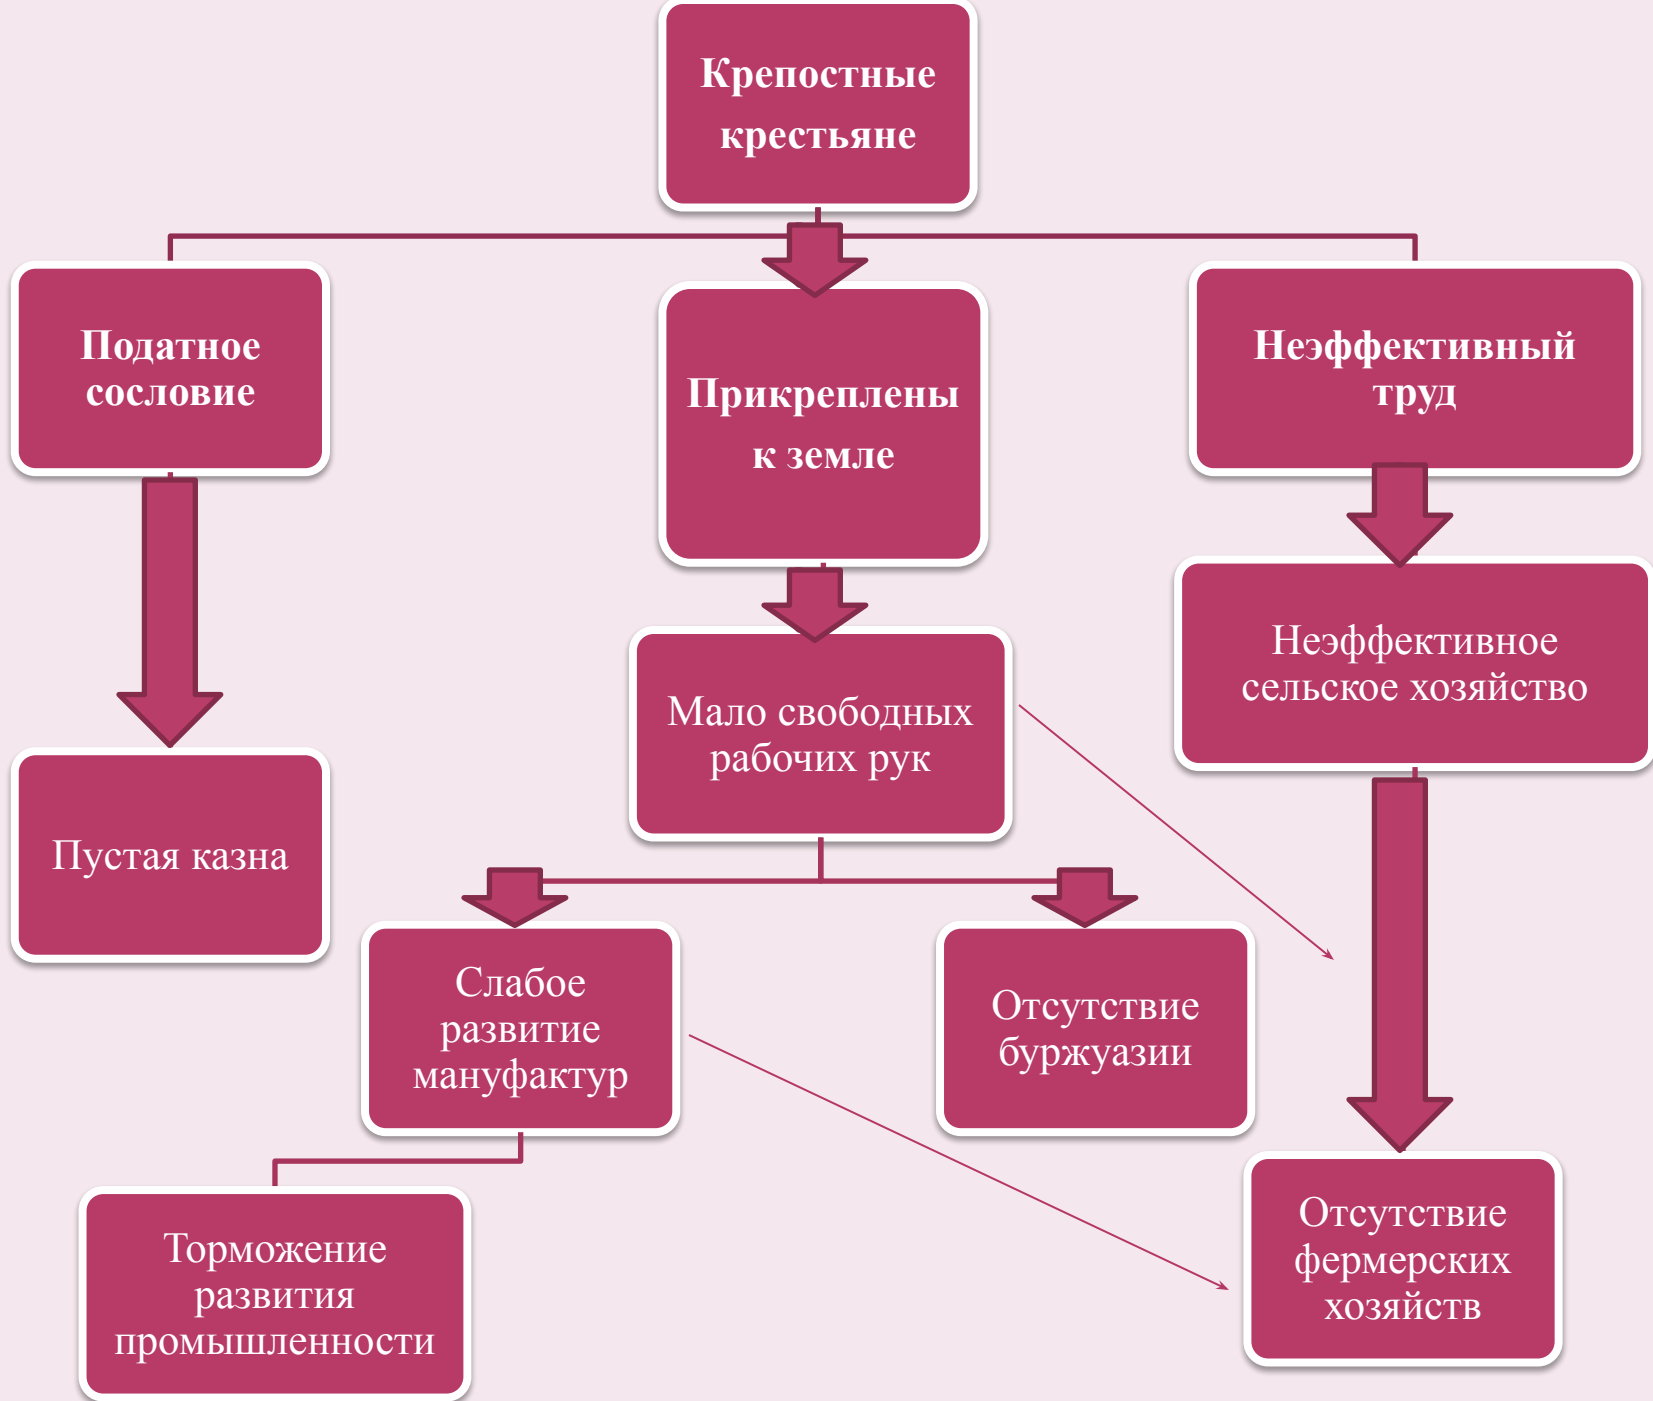 Крепостные
крестьяне
Податное
сословие
Прикреплены
к земле
Неэффективный
труд
Пустая казна
Мало свободных
рабочих рук
Неэффективное
сельское хозяйство
Слабое
развитие
мануфактур
Отсутствие
буржуазии
Торможение
развития
промышленности
Отсутствие
фермерских
хозяйств